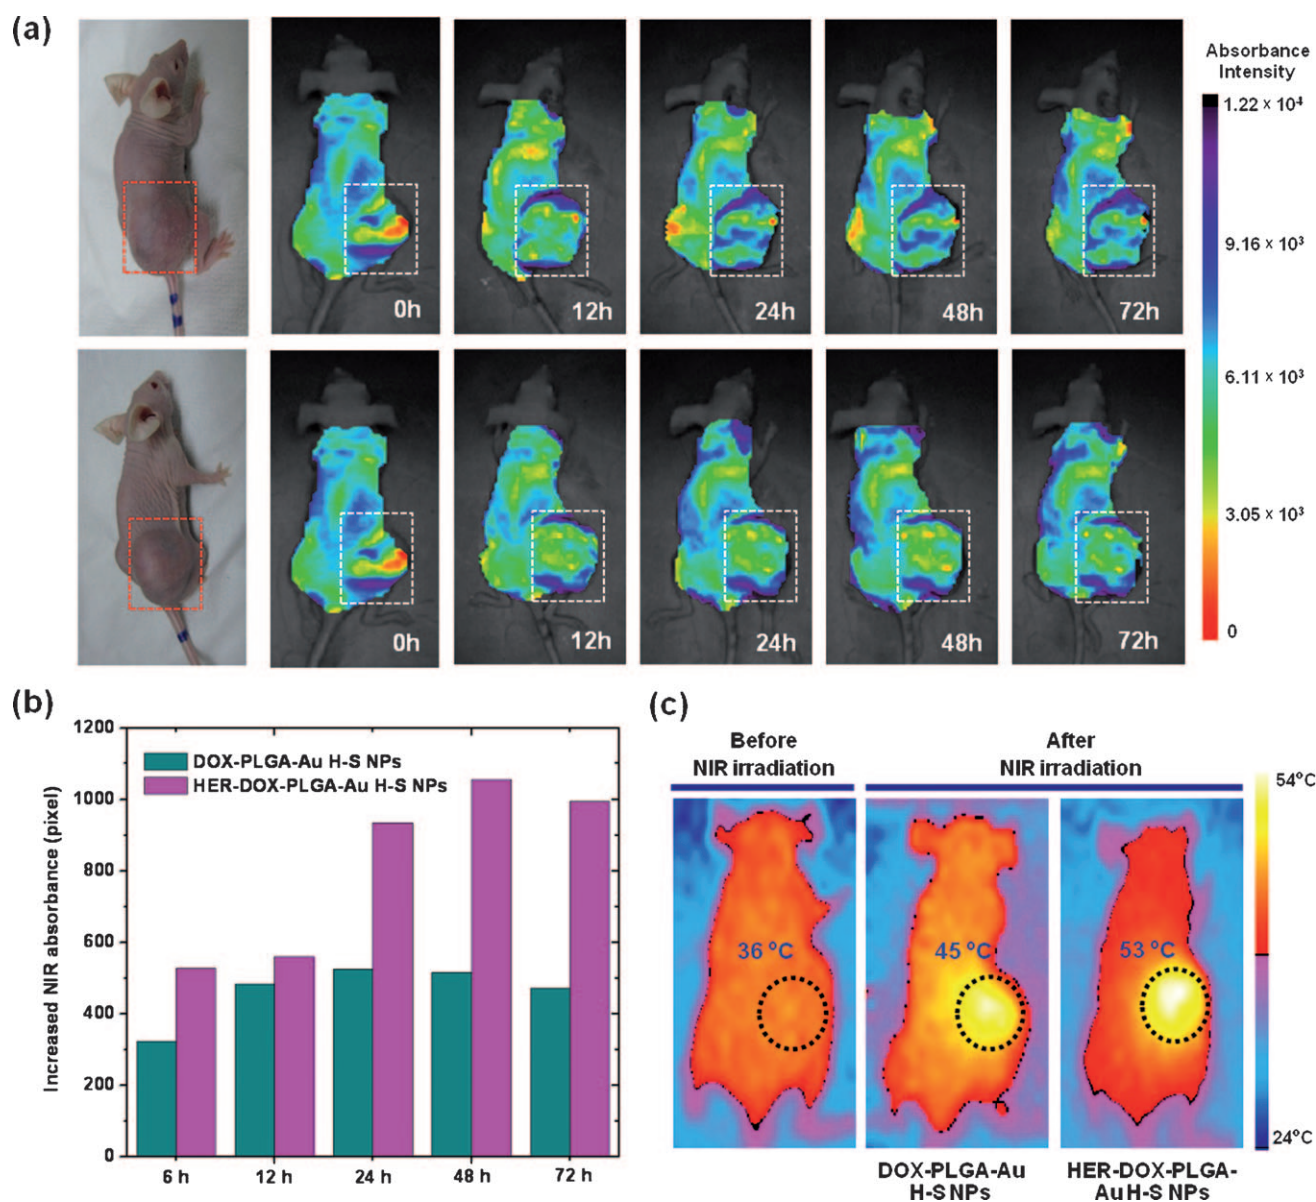 (a)
Absorbance
Intensity
1.22 × 10⁴
9.16 × 10³
6.11 × 10³
3.05 × 10³
0
0h
12h
24h
48h
72h
0h
12h
24h
48h
72h
(b)
1200
1000
800
600
400
200
0
Increased NIR absorbance (pixel)
DOX-PLGA-Au H-S NPs
HER-DOX-PLGA-Au H-S NPs
6 h
12 h
24 h
48 h
72 h
(c)
Before
NIR irradiation
After
NIR irradiation
36 °C
45 °C
53 °C
54°C
24°C
DOX-PLGA-Au
H-S NPs
HER-DOX-PLGA-
Au H-S NPs